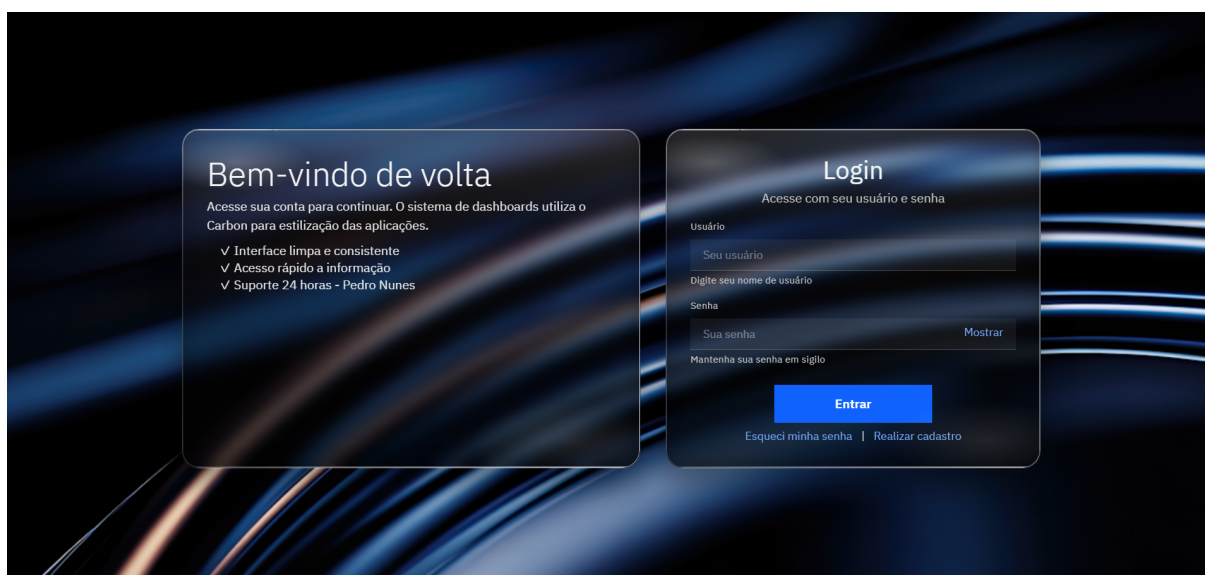 Bem-vindo de volta
Acesse sua conta para continuar. O sistema de dashboards utiliza o
Carbon para estilização das aplicações.
✓ Interface limpa e consistente
✓ Acesso rápido a informação
✓ Suporte 24 horas - Pedro Nunes
Login
Acesse com seu usuário e senha
Usuário
Seu usuário
Digite seu nome de usuário
Senha
Sua senha Mostrar
Mantenha sua senha em sigilo
Entrar
Esqueci minha senha | Realizar cadastro